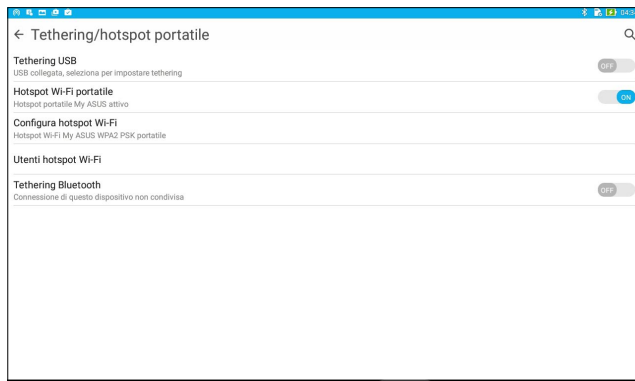 Tethering/hotspot portatile
Tethering USB
USB collegata, seleziona per impostare tethering
OFF
Hotspot Wi-Fi portatile
Hotspot portatile My ASUS attivo
ON
Configura hotspot Wi-Fi
Hotspot Wi-Fi My ASUS WPA2 PSK portatile
Utenti hotspot Wi-Fi
Tethering Bluetooth
Connessione di questo dispositivo non condivisa
OFF